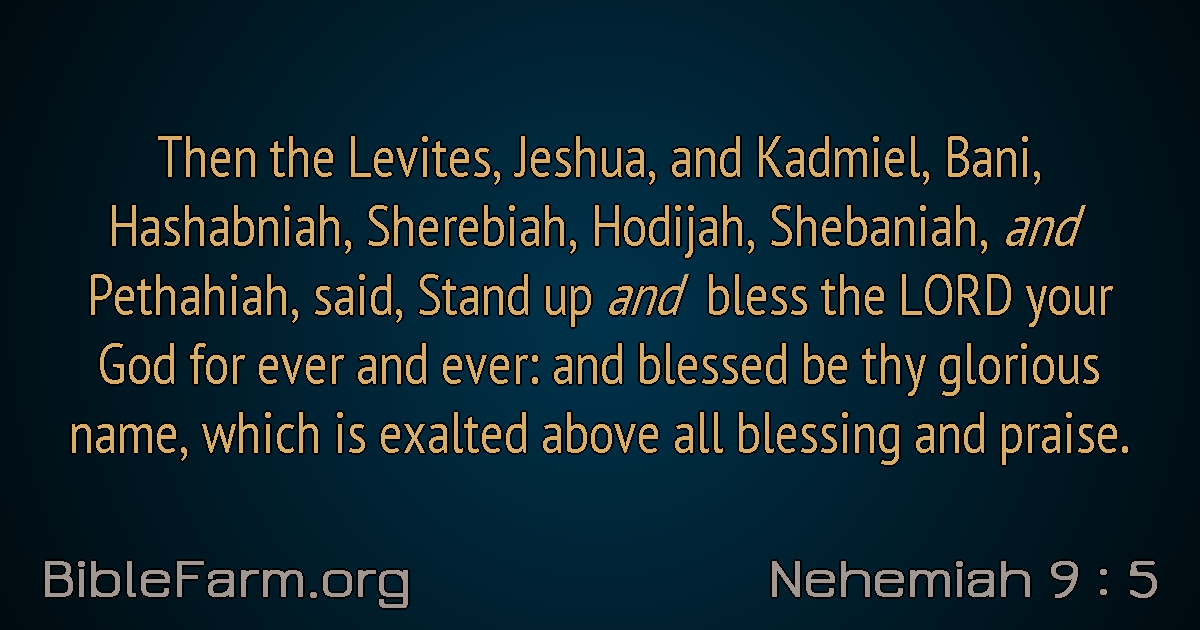 Then the Levites, Jeshua, and Kadmiel, Bani,
Hashabniah, Sherebiah, Hodijah, Shebaniah, and
Pethahiah, said, Stand up and bless the LORD your
God for ever and ever: and blessed be thy glorious
name, which is exalted above all blessing and praise.
BibleFarm.org
Nehemiah 9 : 5